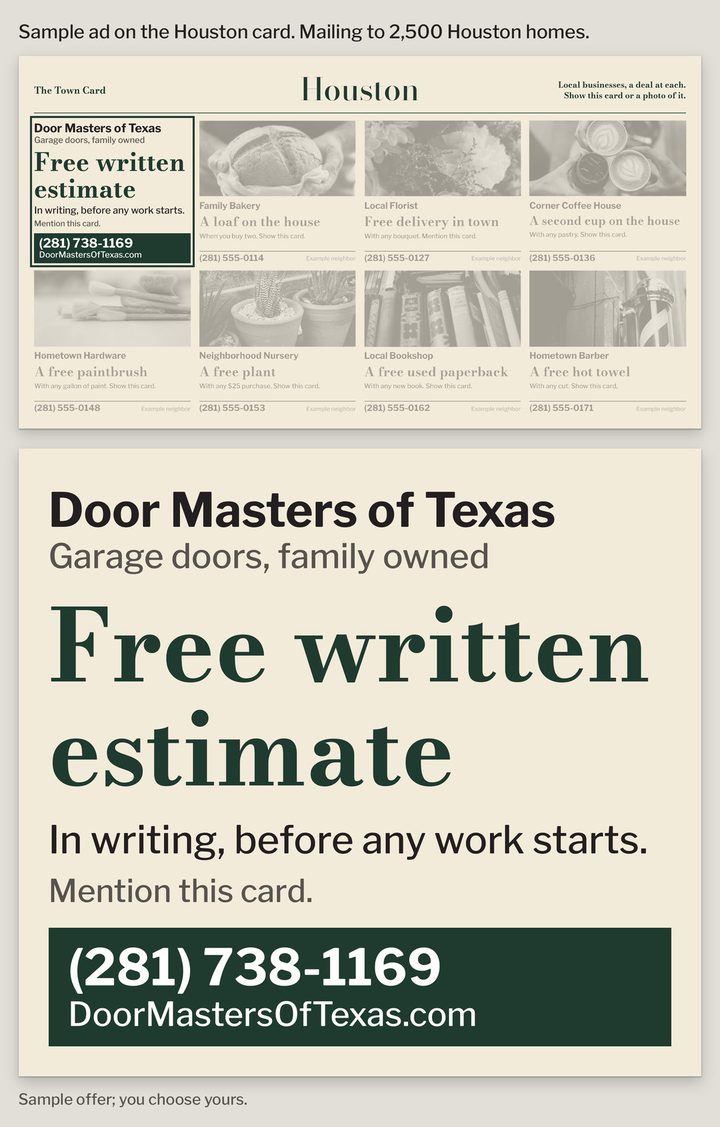 Sample ad on the Houston card. Mailing to 2,500 Houston homes.
The Town Card
Houston
Local businesses, a deal at each.
Show this card or a photo of it.
Door Masters of Texas
Garage doors, family owned
Free written
estimate
In writing, before any work starts.
Mention this card.
(281) 738-1169
DoorMastersOfTexas.com
Family Bakery
A loaf on the house
When you buy two. Show this card.
(281) 555-0114
Example neighbor
Local Florist
Free delivery in town
With any bouquet. Mention this card.
(281) 555-0127
Example neighbor
Corner Coffee House
A second cup on the house
With any pastry. Show this card.
(281) 555-0136
Example neighbor
Hometown Hardware
A free paintbrush
With any gallon of paint. Show this card.
(281) 555-0148
Example neighbor
Neighborhood Nursery
A free plant
With any $25 purchase. Show this card.
(281) 555-0153
Example neighbor
Local Bookshop
A free used paperback
With any new book. Show this card.
(281) 555-0162
Example neighbor
Hometown Barber
A free hot towel
With any cut. Show this card.
(281) 555-0171
Example neighbor
Door Masters of Texas
Garage doors, family owned
Free written
estimate
In writing, before any work starts.
Mention this card.
(281) 738-1169
DoorMastersOfTexas.com
Sample offer; you choose yours.